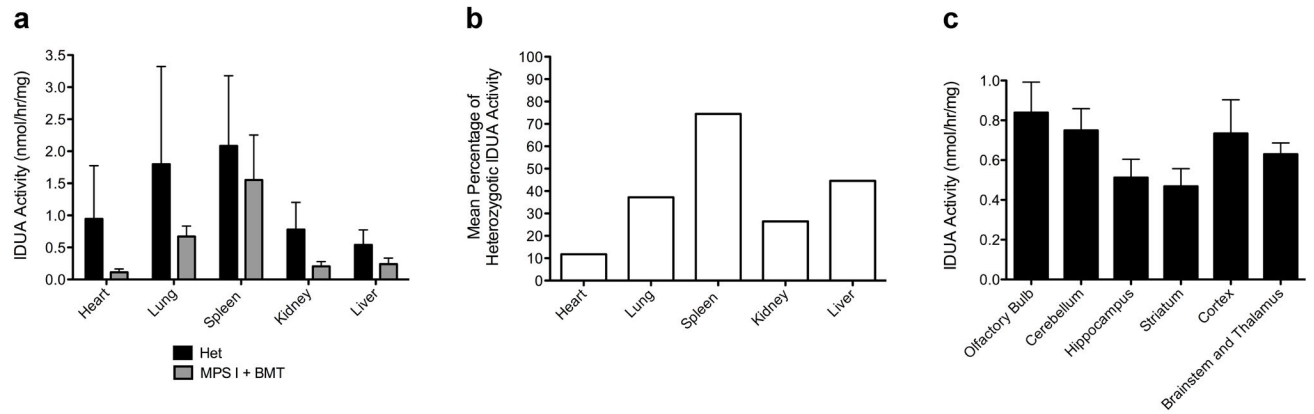 a
IDUA Activity (nmol/hr/mg)
3.5
3.0
2.5
2.0
1.5
1.0
0.5
0.0
Heart
Lung
Spleen
Kidney
Liver
Het
MPS I + BMT
b
Mean Percentage of
Heterozygotic IDUA Activity
100
90
80
70
60
50
40
30
20
10
0
Heart
Lung
Spleen
Kidney
Liver
c
IDUA Activity (nmol/hr/mg)
1.0
0.8
0.6
0.4
0.2
0.0
Olfactory Bulb
Cerebellum
Hippocampus
Striatum
Cortex
Brainstem and Thalamus